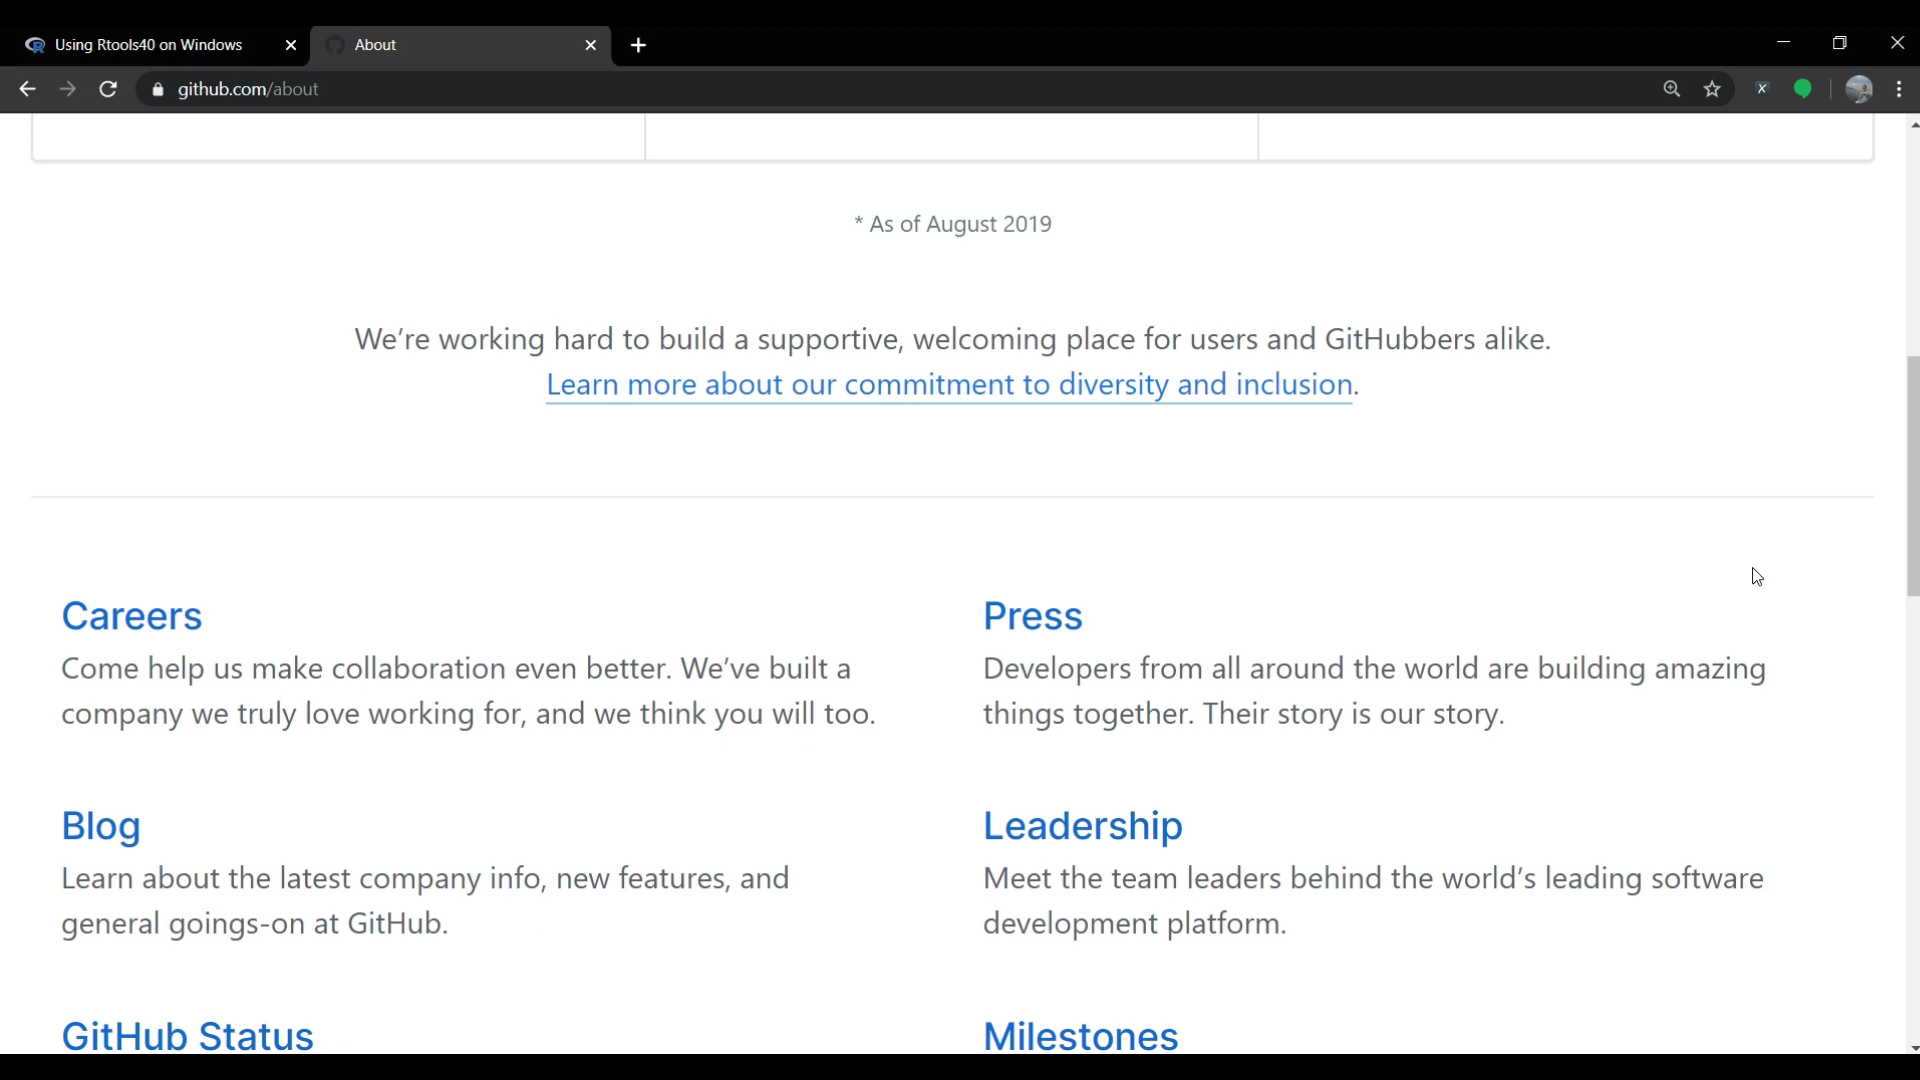 Using Rtools40 on Windows
About
github.com/about
* As of August 2019
We're working hard to build a supportive, welcoming place for users and GitHubbers alike.
Learn more about our commitment to diversity and inclusion.
Careers
Come help us make collaboration even better. We've built a
company we truly love working for, and we think you will too.
Press
Developers from all around the world are building amazing
things together. Their story is our story.
Blog
Learn about the latest company info, new features, and
general goings-on at GitHub.
Leadership
Meet the team leaders behind the world's leading software
development platform.
GitHub Status
Milestones